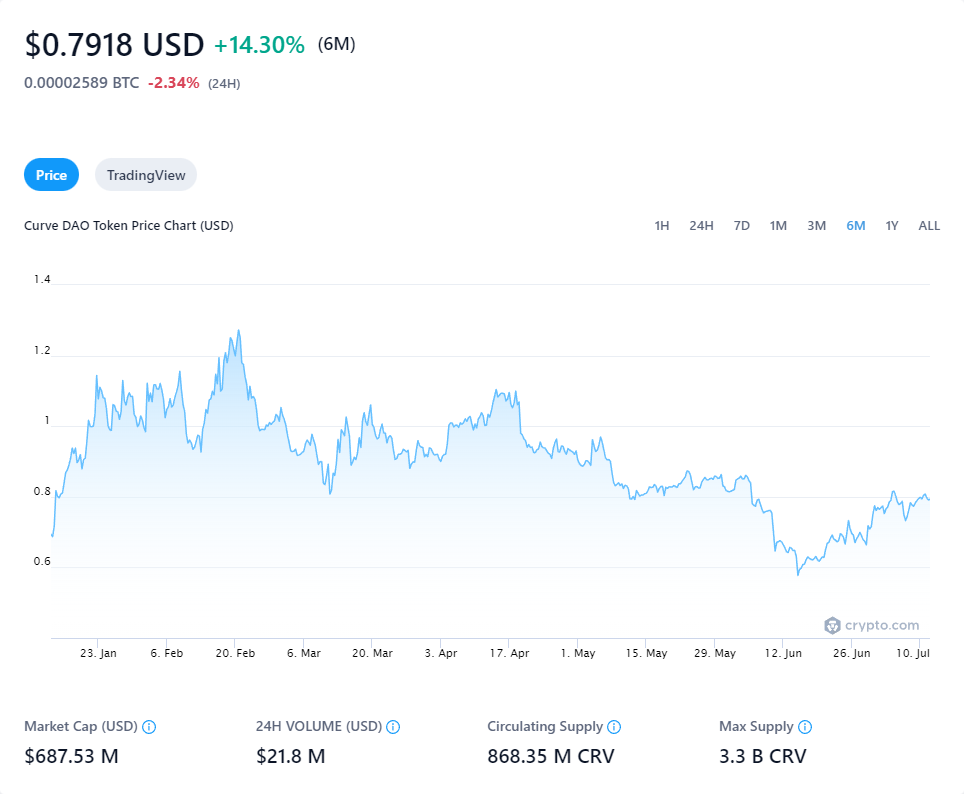 $0.7918 USD +14.30% (6M)
0.00002589 BTC -2.34% (24H)
Price TradingView
Curve DAO Token Price Chart (USD) 1H 24H 7D 1M 3M 6M 1Y ALL
1.4
1.2
1
0.8
0.6
crypto.com
23. Jan 6. Feb 20. Feb 6. Mar 20. Mar 3. Apr 17. Apr 1. May 15. May 29. May 12. Jun 26. Jun 10. Jul
Market Cap (USD) 24H VOLUME (USD) Circulating Supply Max Supply
$687.53 M $21.8 M 868.35 M CRV 3.3 B CRV